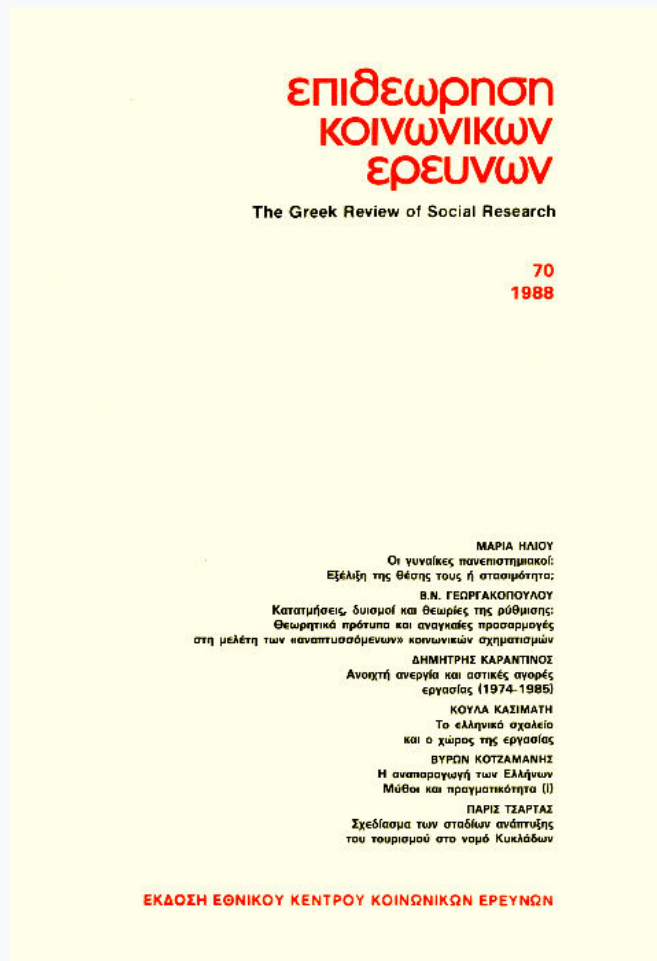 επιθεωρηση
κοινωνικων
ερευνων
The Greek Review of Social Research
70
1988
ΜΑΡΙΑ ΗΛΙΟΥ
Οι γυναίκες πανεπιστημιακοί:
Εξέλιξη της θέσης τους ή στασιμότητα;
Β.Ν. ΓΕΩΡΓΑΚΟΠΟΥΛΟΥ
Κατατμήσεις, δυισμοί και θεωρίες της ρύθμισης:
Θεωρητικά πρότυπα και αναγκαίες προσαρμογές
στη μελέτη των «αναπτυσσόμενων» κοινωνικών σχηματισμών
ΔΗΜΗΤΡΗΣ ΚΑΡΑΝΤΙΝΟΣ
Ανοιχτή ανεργία και αστικές αγορές
εργασίας (1974-1985)
ΚΟΥΛΑ ΚΑΣΙΜΑΤΗ
Το ελληνικό σχολείο
και ο χώρος της εργασίας
ΒΥΡΩΝ ΚΟΤΖΑΜΑΝΗΣ
Η αναπαραγωγή των Ελλήνων
Μύθοι και πραγματικότητα (Ι)
ΠΑΡΙΣ ΤΣΑΡΤΑΣ
Σχεδίασμα των σταδίων ανάπτυξης
του τουρισμού στο νομό Κυκλάδων
ΕΚΔΟΣΗ ΕΘΝΙΚΟΥ ΚΕΝΤΡΟΥ ΚΟΙΝΩΝΙΚΩΝ ΕΡΕΥΝΩΝ